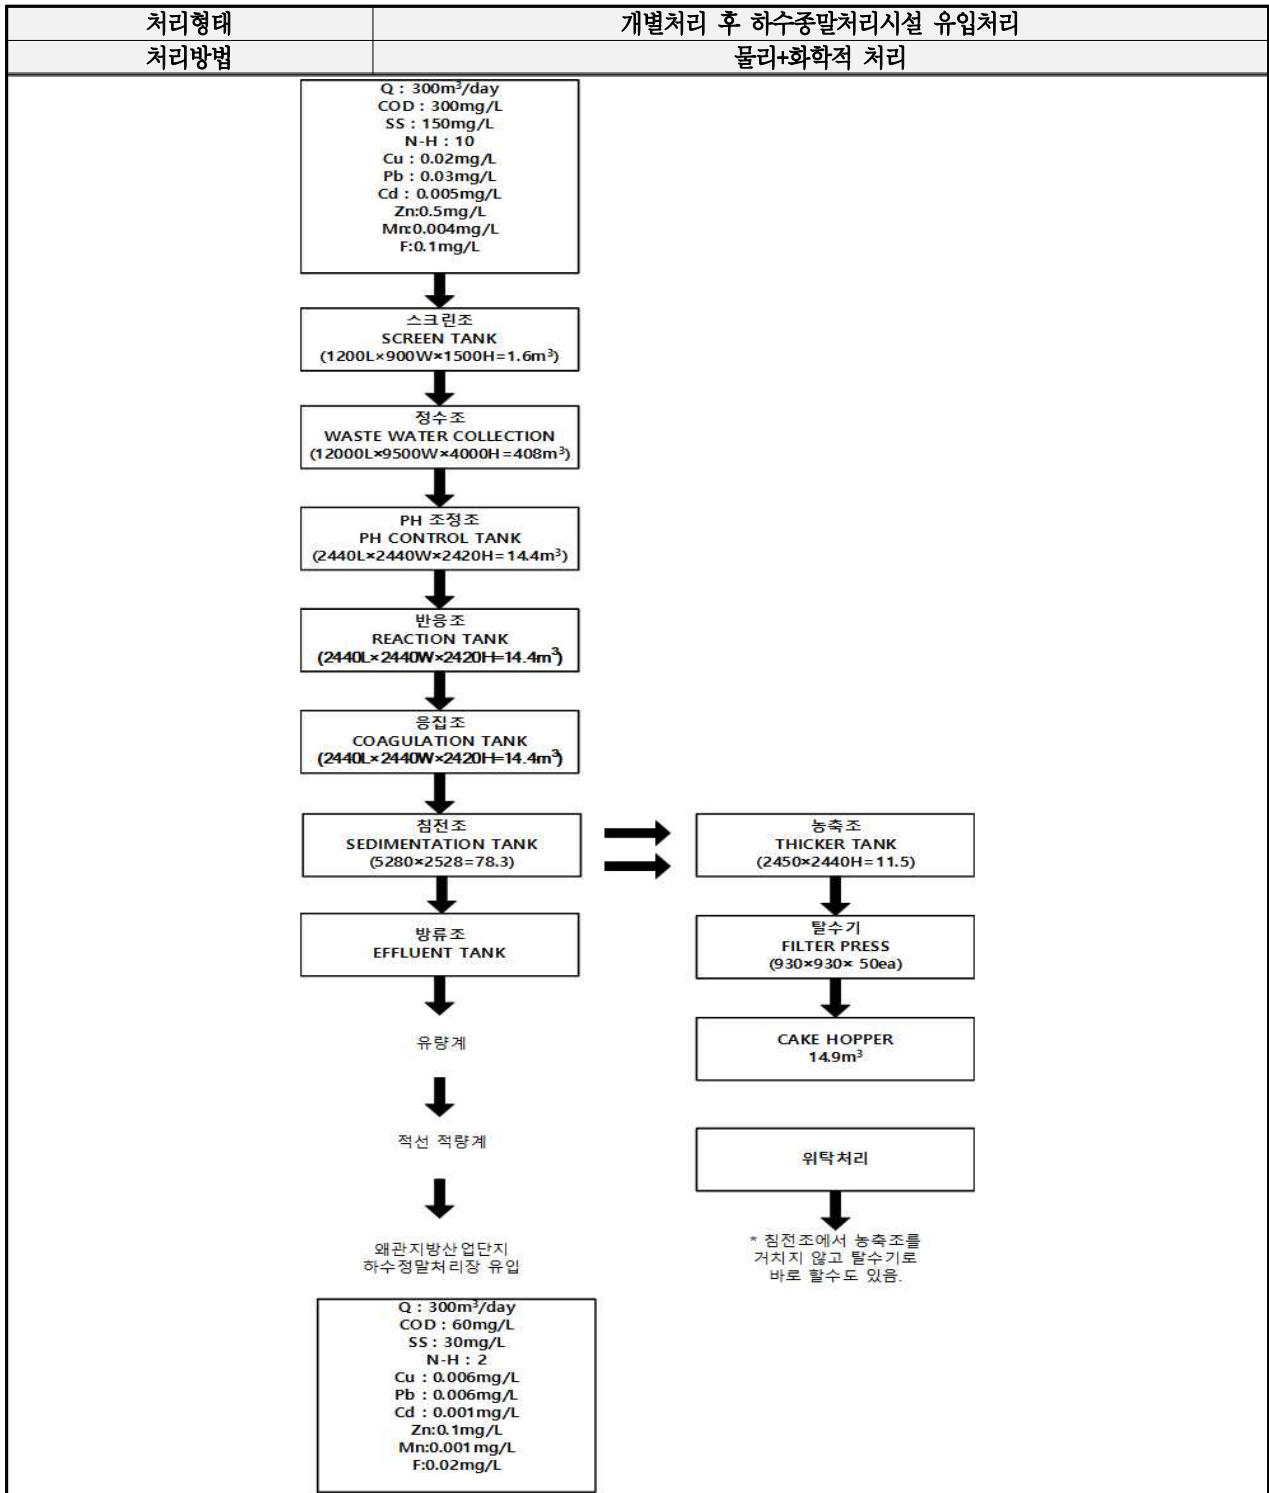 처리형태 개별처리 후 하수종말처리시설 유입처리
처리방법 물리+화학적 처리
Q : 300m³/day
COD : 300mg/L
SS : 150mg/L
N-H : 10
Cu : 0.02mg/L
Pb : 0.03mg/L
Cd : 0.005mg/L
Zn:0.5mg/L
Mn:0.004mg/L
F:0.1mg/L
스크린조
SCREEN TANK
(1200L×900W×1500H=1.6m³)
정수조
WASTE WATER COLLECTION
(12000L×9500W×4000H=408m³)
PH 조정조
PH CONTROL TANK
(2440L×2440W×2420H=14.4m³)
반응조
REACTION TANK
(2440L×2440W×2420H=14.4m³)
응집조
COAGULATION TANK
(2440L×2440W×2420H=14.4m³)
침전조
SEDIMENTATION TANK
(5280×2528=78.3)
농축조
THICKER TANK
(2450×2440H=11.5)
방류조
EFFLUENT TANK
탈수기
FILTER PRESS
(930×930× 50ea)
유량계
CAKE HOPPER
14.9m³
적선 적량계
위탁처리
왜관지방산업단지
하수정말처리장 유입
* 침전조에서 농축조를
거치지 않고 탈수기로
바로 할수도 있음.
Q : 300m³/day
COD : 60mg/L
SS : 30mg/L
N-H : 2
Cu : 0.006mg/L
Pb : 0.006mg/L
Cd : 0.001mg/L
Zn:0.1mg/L
Mn:0.001mg/L
F:0.02mg/L